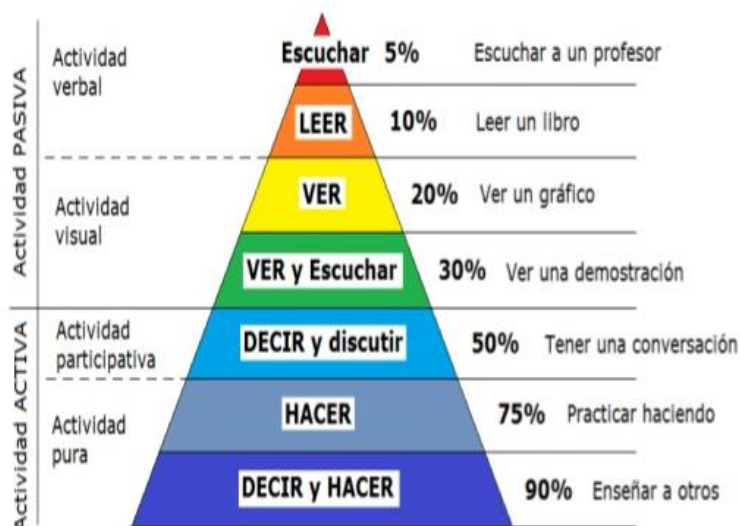 Actividad PASIVA
Actividad
verbal
Escuchar 5% Escuchar a un profesor
LEER 10% Leer un libro
Actividad
visual
VER 20% Ver un gráfico
VER y Escuchar 30% Ver una demostración
Actividad ACTIVA
Actividad
participativa
DECIR y discutir 50% Tener una conversación
Actividad
pura
HACER 75% Practicar haciendo
DECIR y HACER 90% Enseñar a otros